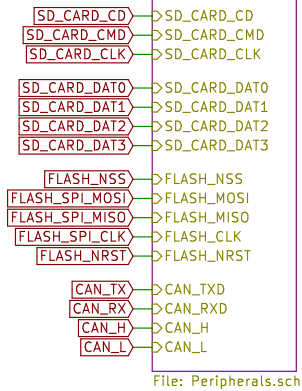 SD_CARD_CD SD_CARD_CD
SD_CARD_CMD SD_CARD_CMD
SD_CARD_CLK SD_CARD_CLK
SD_CARD_DAT0 SD_CARD_DAT0
SD_CARD_DAT1 SD_CARD_DAT1
SD_CARD_DAT2 SD_CARD_DAT2
SD_CARD_DAT3 SD_CARD_DAT3
FLASH_NSS FLASH_NSS
FLASH_SPI_MOSI FLASH_MOSI
FLASH_SPI_MISO FLASH_MISO
FLASH_SPI_CLK FLASH_CLK
FLASH_NRST FLASH_NRST
CAN_TX CAN_TXD
CAN_RX CAN_RXD
CAN_H CAN_H
CAN_L CAN_L
File: Peripherals.sch